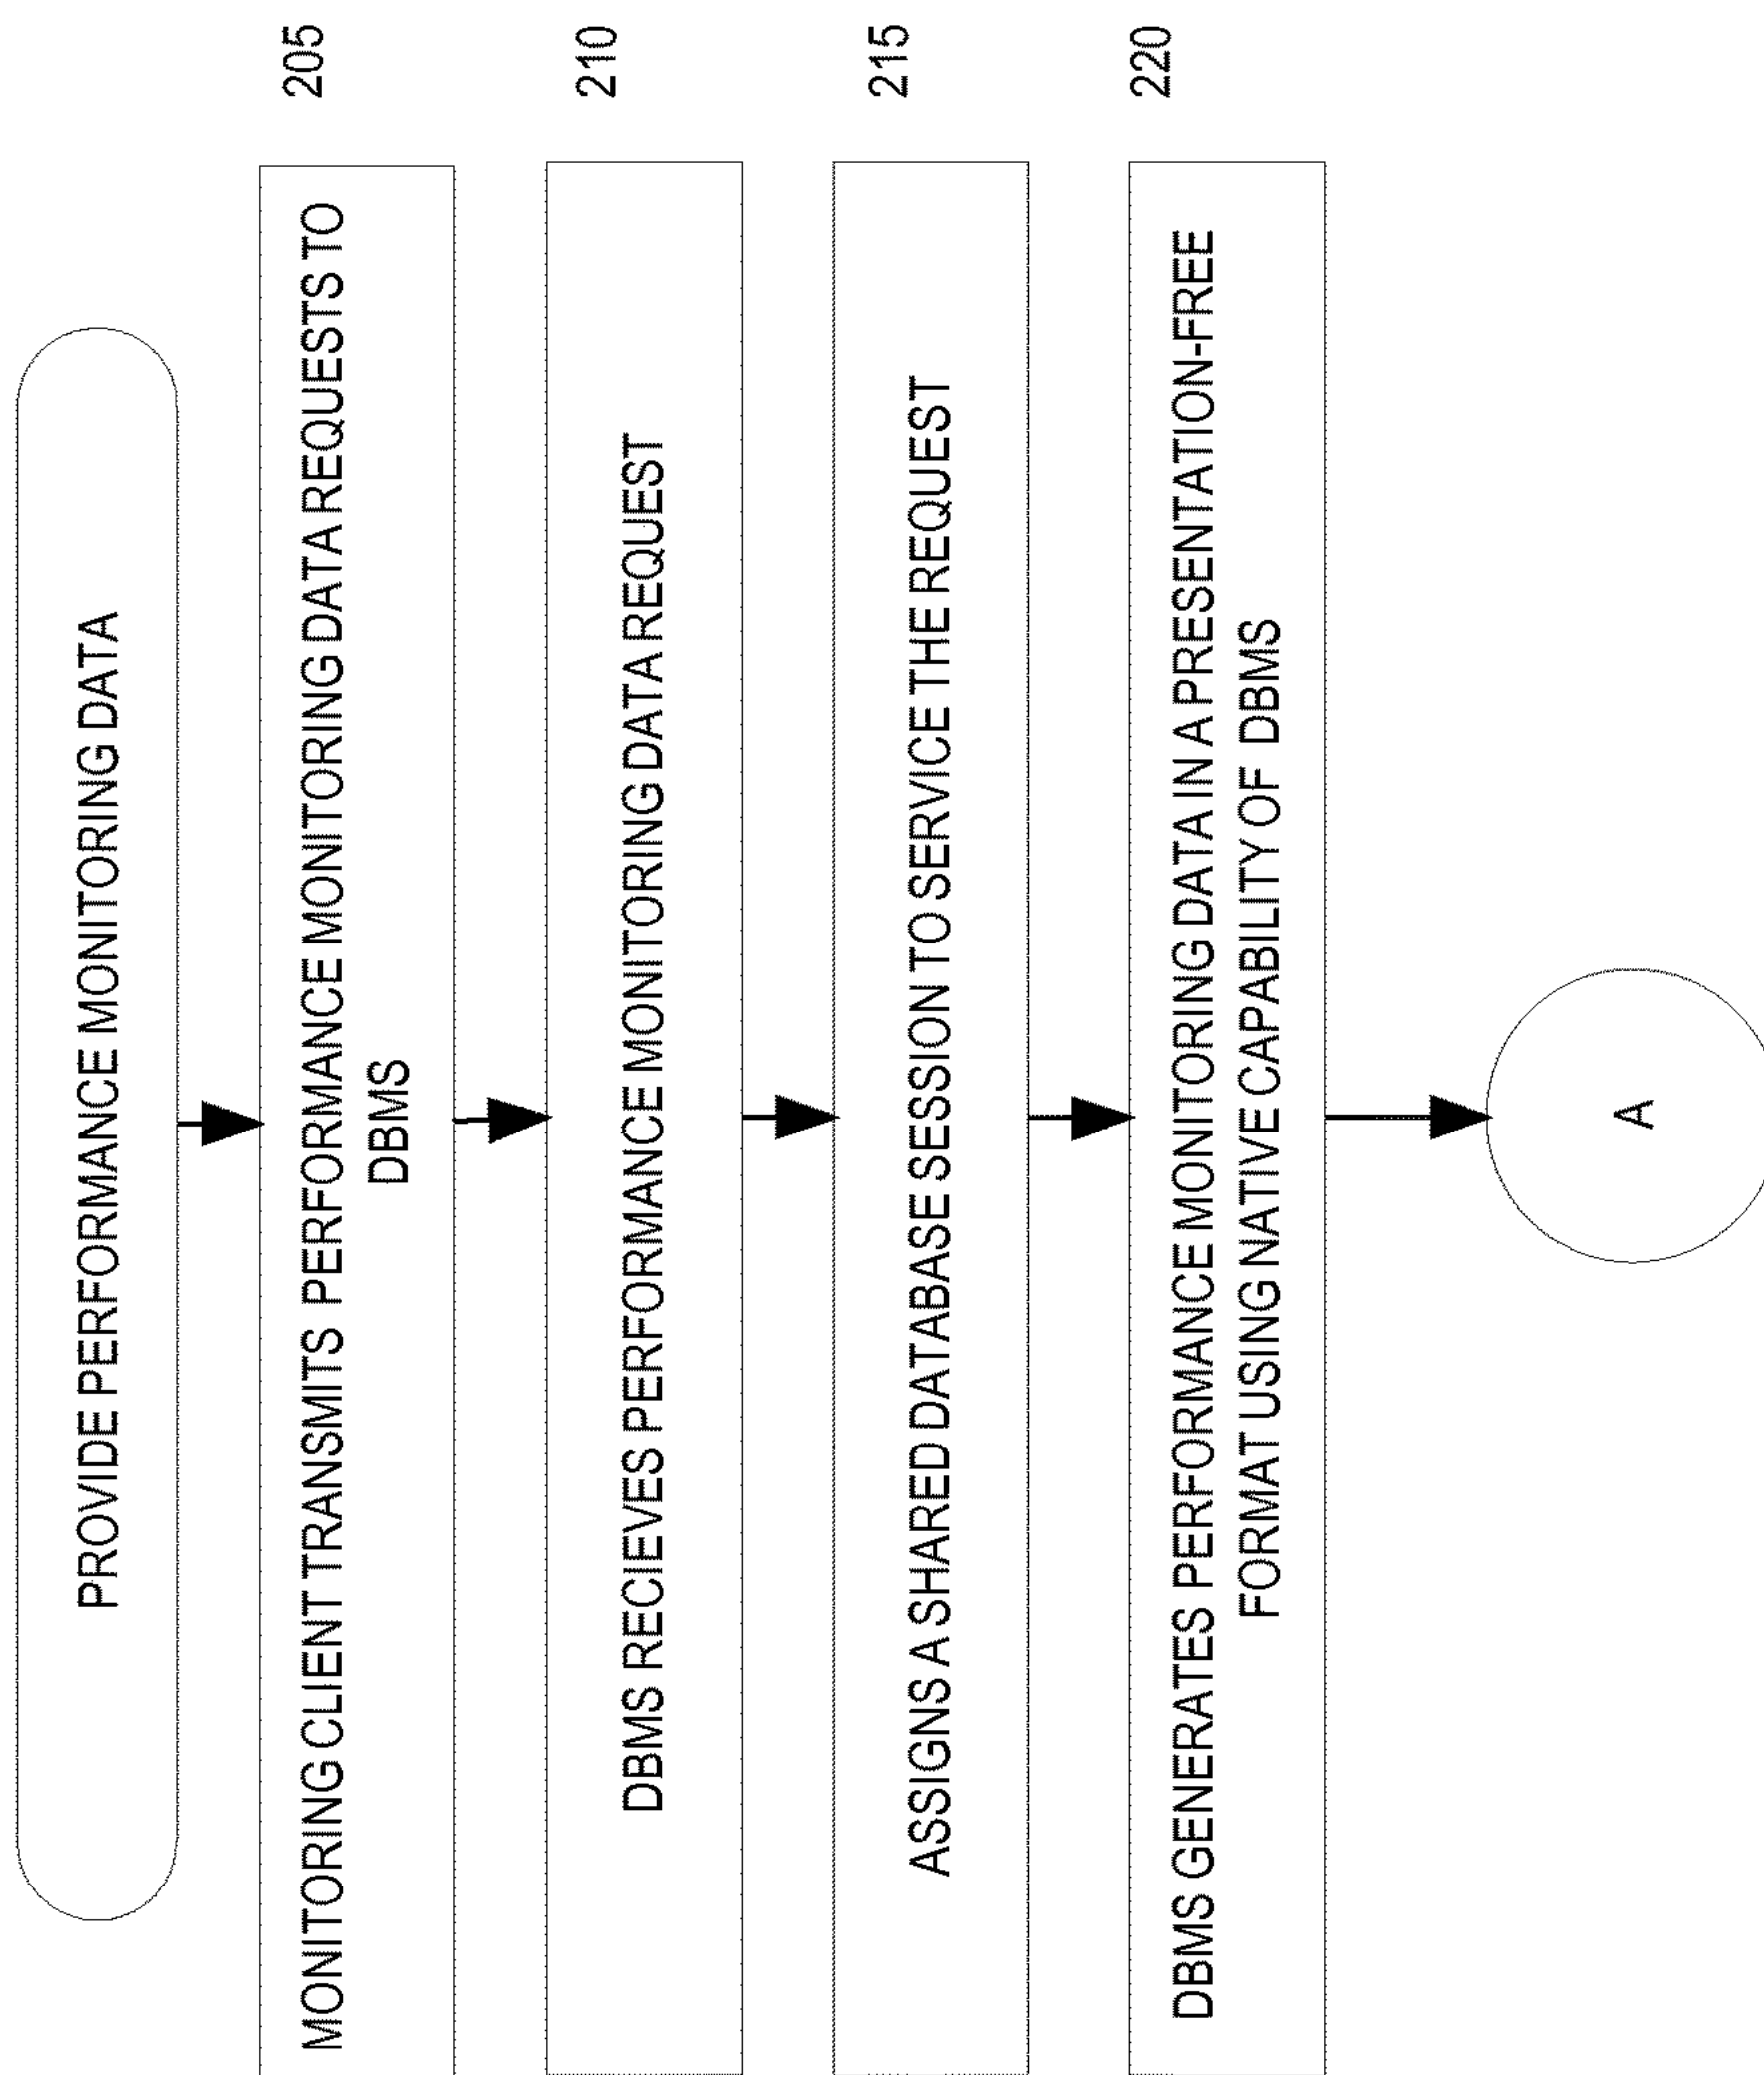 PROVIDE PERFORMANCE MONITORING DATA
205
MONITORING CLIENT TRANSMITS PERFORMANCE MONITORING DATA REQUESTS TO
DBMS
210
DBMS RECIEVES PERFORMANCE MONITORING DATA REQUEST
215
ASSIGNS A SHARED DATABASE SESSION TO SERVICE THE REQUEST
220
DBMS GENERATES PERFORMANCE MONITORING DATA IN A PRESENTATION-FREE
FORMAT USING NATIVE CAPABILITY OF DBMS
A